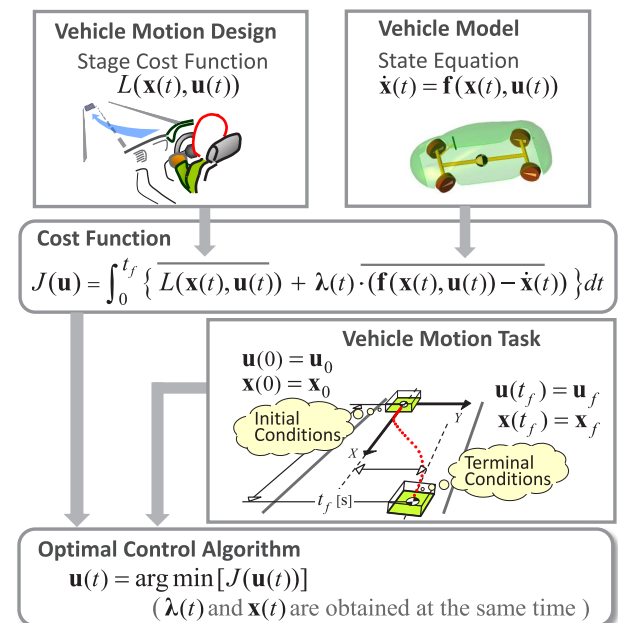 Vehicle Motion Design
Stage Cost Function
L(x(t),u(t))
Vehicle Model
State Equation
ẋ(t) = f(x(t),u(t))
Cost Function
J(u) = ∫₀^{t_f} { L(x(t),u(t)) + λ(t)·(f(x(t),u(t)) − ẋ(t)) } dt
Vehicle Motion Task
u(0) = u₀
x(0) = x₀
u(t_f) = u_f
x(t_f) = x_f
Initial
Conditions
Y
X
Terminal
Conditions
t_f [s]
Optimal Control Algorithm
u(t) = arg min [J(u(t))]
( λ(t) and x(t) are obtained at the same time )